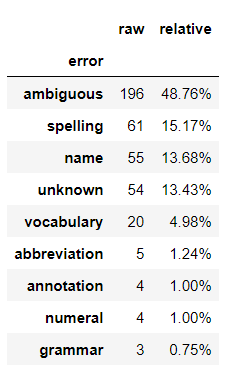 raw relative
error
ambiguous 196 48.76%
spelling 61 15.17%
name 55 13.68%
unknown 54 13.43%
vocabulary 20 4.98%
abbreviation 5 1.24%
annotation 4 1.00%
numeral 4 1.00%
grammar 3 0.75%